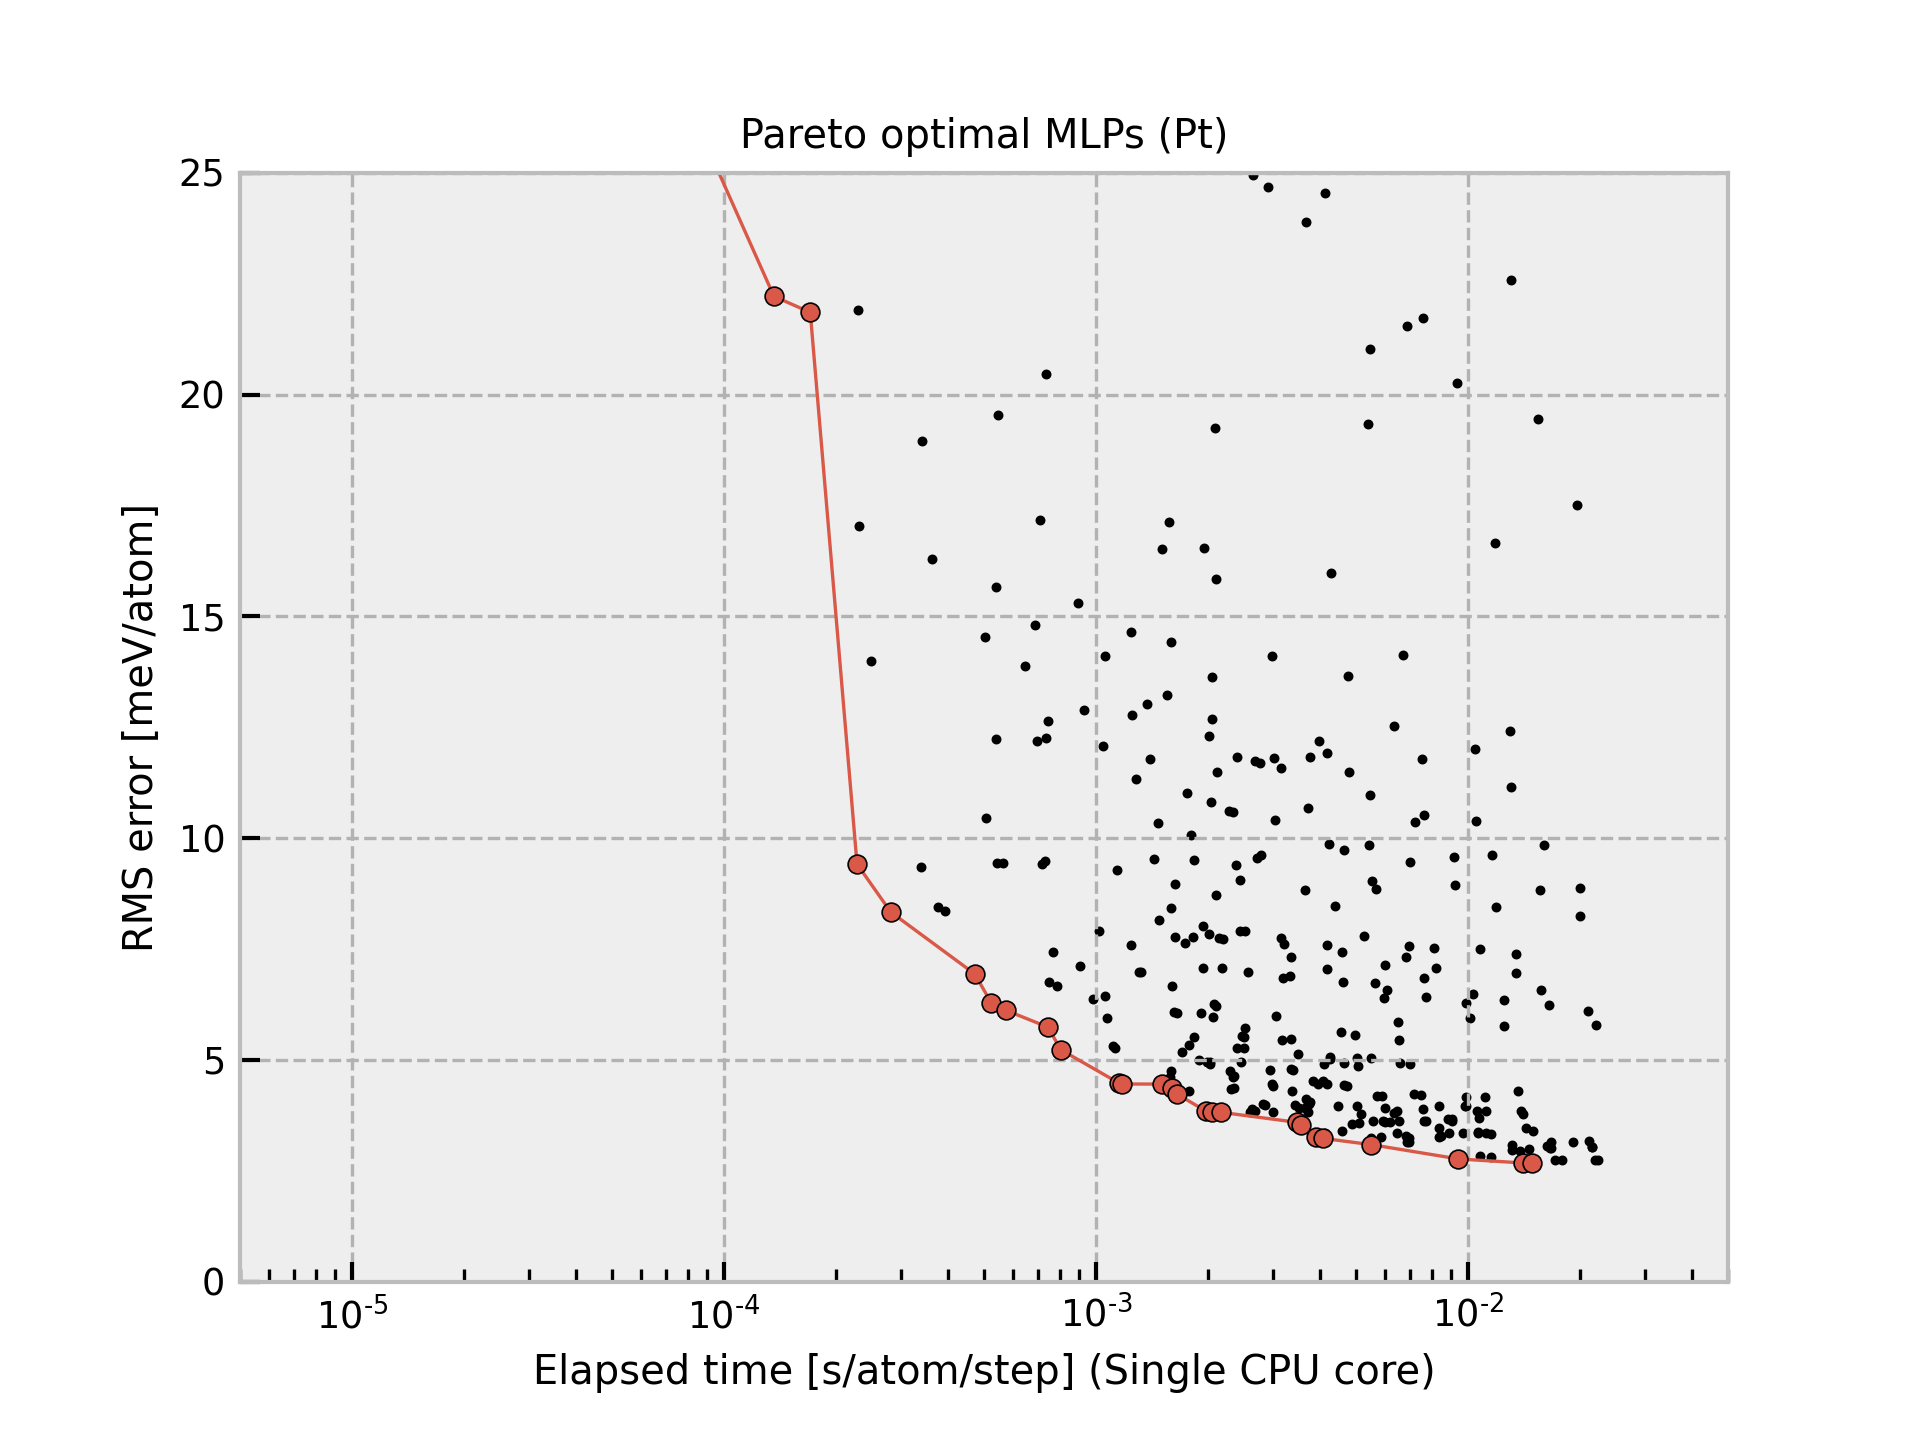 Pareto optimal MLPs (Pt)
25
20
15
10
5
0
RMS error [meV/atom]
10-5 10-4 10-3 10-2
Elapsed time [s/atom/step] (Single CPU core)